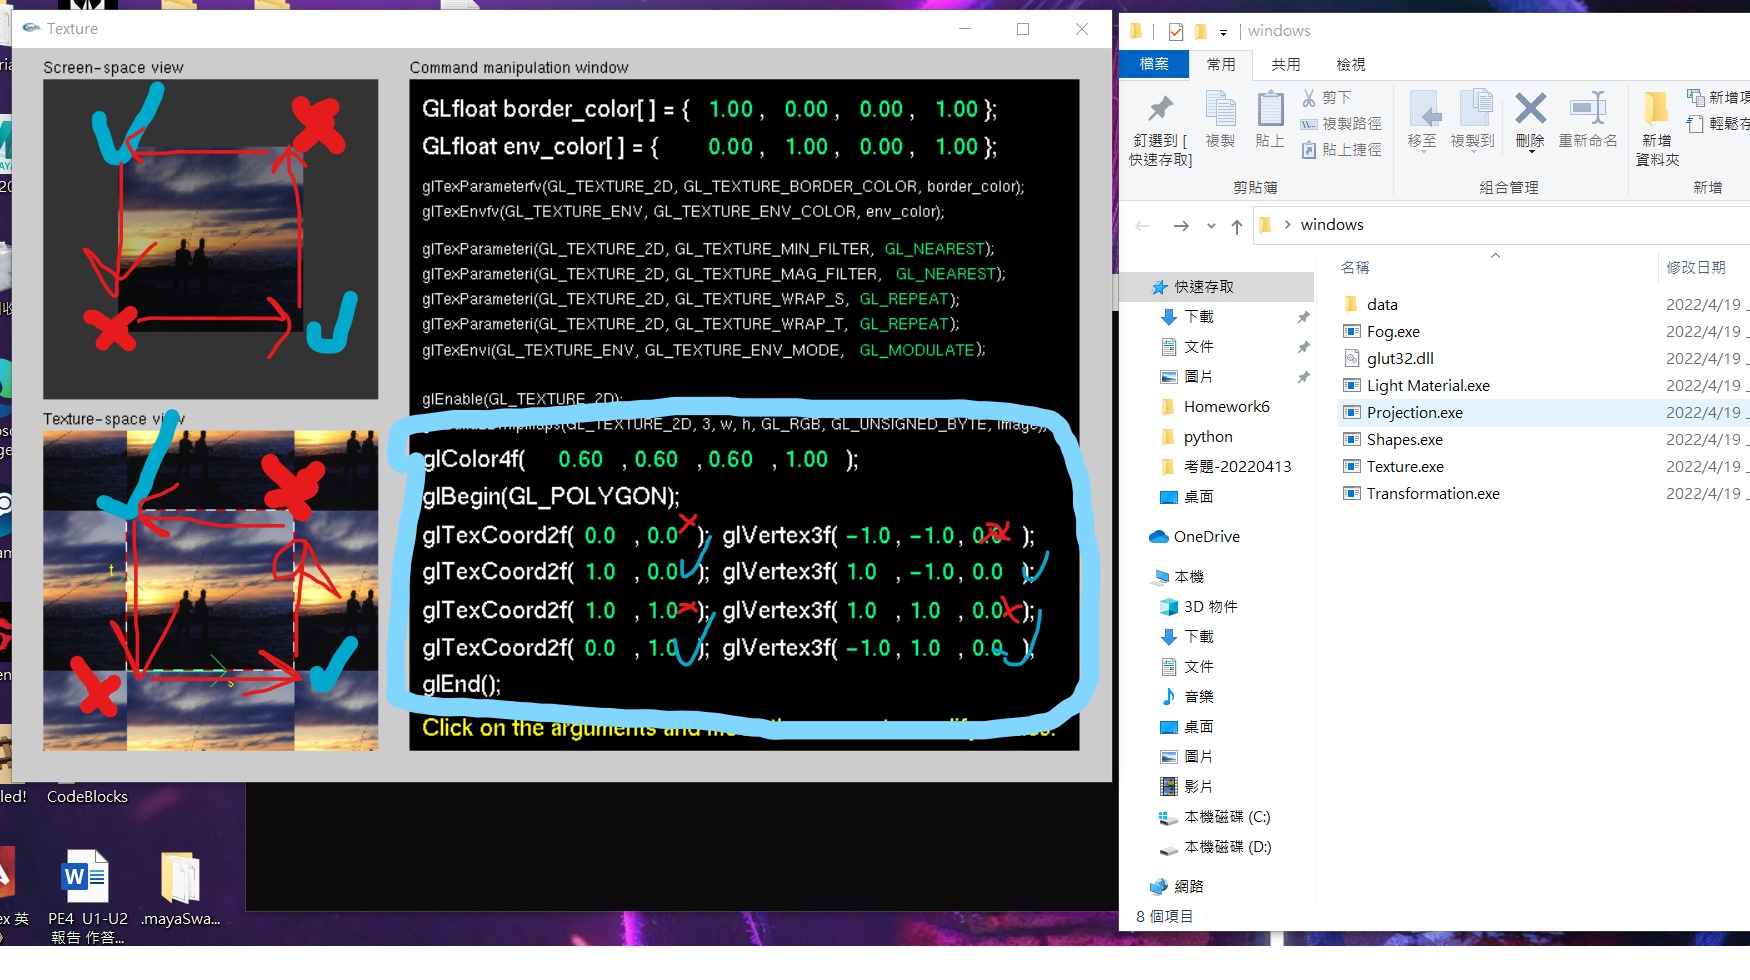 Texture
Screen-space view
Command manipulation window
GLfloat border_color[ ] = { 1.00 , 0.00 , 0.00 , 1.00 };
GLfloat env_color[ ] = { 0.00 , 1.00 , 0.00 , 1.00 };
glTexParameterfv(GL_TEXTURE_2D, GL_TEXTURE_BORDER_COLOR, border_color);
glTexEnvfv(GL_TEXTURE_ENV, GL_TEXTURE_ENV_COLOR, env_color);
glTexParameteri(GL_TEXTURE_2D, GL_TEXTURE_MIN_FILTER, GL_NEAREST);
glTexParameteri(GL_TEXTURE_2D, GL_TEXTURE_MAG_FILTER, GL_NEAREST);
glTexParameteri(GL_TEXTURE_2D, GL_TEXTURE_WRAP_S, GL_REPEAT);
glTexParameteri(GL_TEXTURE_2D, GL_TEXTURE_WRAP_T, GL_REPEAT);
glTexEnvi(GL_TEXTURE_ENV, GL_TEXTURE_ENV_MODE, GL_MODULATE);
glEnable(GL_TEXTURE_2D);
(GL_TEXTURE_2D, 3, w, h, GL_RGB, GL_UNSIGNED_BYTE, image);
glColor4f( 0.60 , 0.60 , 0.60 , 1.00 );
glBegin(GL_POLYGON);
glTexCoord2f( 0.0 , 0.0 ); glVertex3f( -1.0 , -1.0 , 0.0 );
glTexCoord2f( 1.0 , 0.0 ); glVertex3f( 1.0 , -1.0 , 0.0 );
glTexCoord2f( 1.0 , 1.0 ); glVertex3f( 1.0 , 1.0 , 0.0 );
glTexCoord2f( 0.0 , 1.0 ); glVertex3f( -1.0 , 1.0 , 0.0 );
glEnd();
Click on the arguments and
Texture-space view
t
s
windows
檔案 常用 共用 檢視
釘選到 [
快速存取]
複製
貼上
剪下
複製路徑
貼上捷徑
剪貼簿
移至
複製到
刪除
重新命名
組合管理
新增
資料夾
新增項
輕鬆存
新增
windows
快速存取
下載
文件
圖片
Homework6
python
考題-20220413
桌面
OneDrive
本機
3D 物件
下載
文件
音樂
桌面
圖片
影片
本機磁碟 (C:)
本機磁碟 (D:)
網路
8 個項目
名稱 修改日期
data 2022/4/19
Fog.exe 2022/4/19
glut32.dll 2022/4/19
Light Material.exe 2022/4/19
Projection.exe 2022/4/19
Shapes.exe 2022/4/19
Texture.exe 2022/4/19
Transformation.exe 2022/4/19
led!
CodeBlocks
ex 英
PE4 U1-U2
報告 作答...
.mayaSwa...